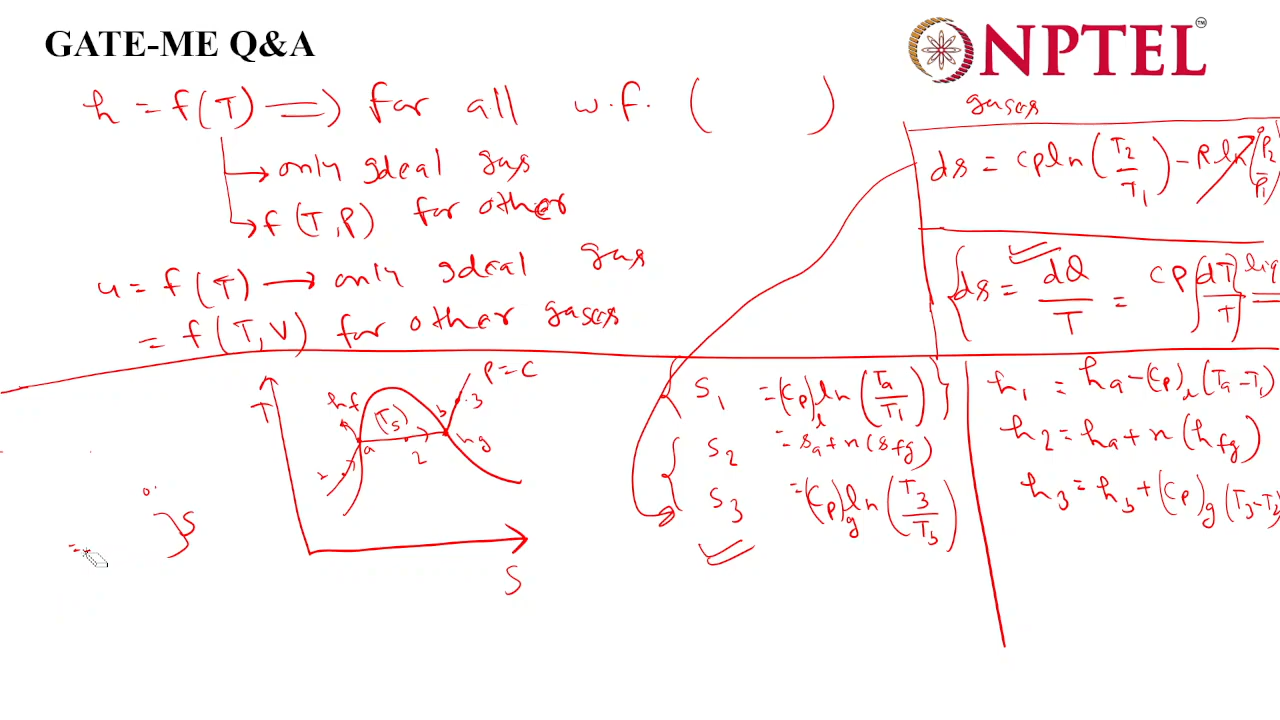 GATE-ME Q&A
NPTEL
h = f(T) ⟹ for all w.f. ( )
→ only Ideal gas
→ f(T,P) for other
u = f(T) → only Ideal gas
= f(T,V) for other gases
gases
ds = cp ln(T2/T1) - R ln(P2/P1)
ds = dQ/T = cp ∫dT/T liq
T
S
P = C
hf
(Ts)
a
b
3
hg
2
S
S1 = (Cp)l ln(Ta/T1)
S2 = sa + x(sfg)
S3 = (Cp)g ln(T3/Tb)
h1 = ha - (Cp)l (Ta - T1)
h2 = ha + x(hfg)
h3 = hb + (Cp)g (T3 - T